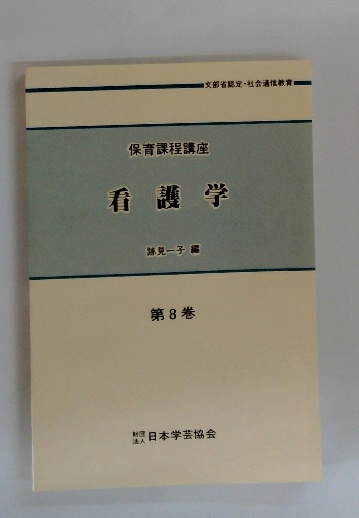 文部省認定・社会通信教育
保育課程講座
看護学
跡見一子 編
第8巻
財団法人 日本学芸協会